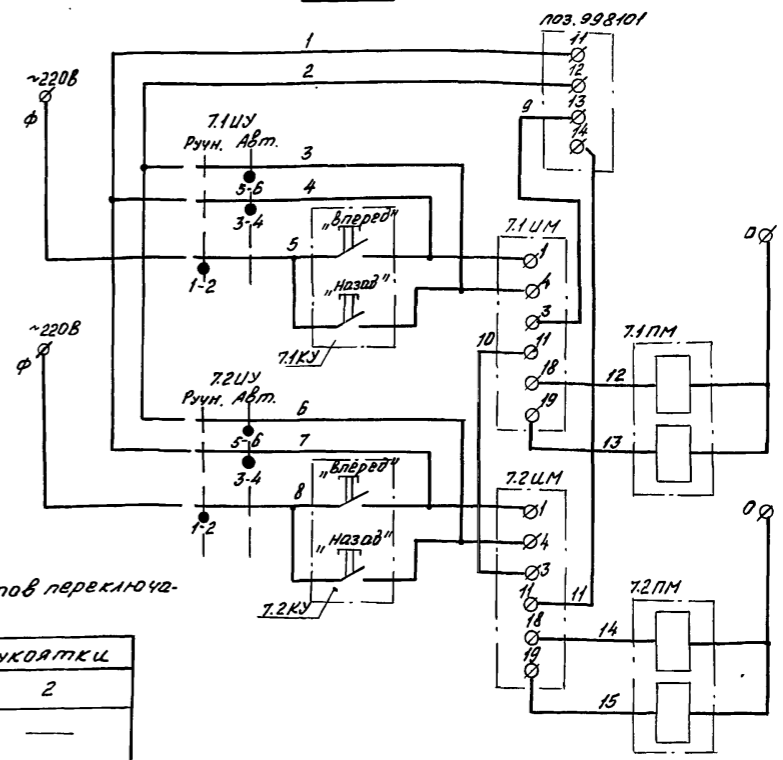 поз. 998101
11
12
13
14
1
2
9
~220В
ф
7.1ИУ
Ручн. Авт.
3
5-6
4
3-4
5
1-2
„Вперед"
„Назад"
7.1КУ
7.1ИМ
1
4
3
11
18
19
10
О
7.1ПМ
12
13
~220В
ф
7.2ИУ
Ручн. Авт.
6
5-6
7
3-4
8
1-2
„Вперед"
„Назад"
7.2КУ
7.2ИМ
1
4
3
11
18
19
11
О
7.2ПМ
14
15
тов переключа-
укоятки
2
—